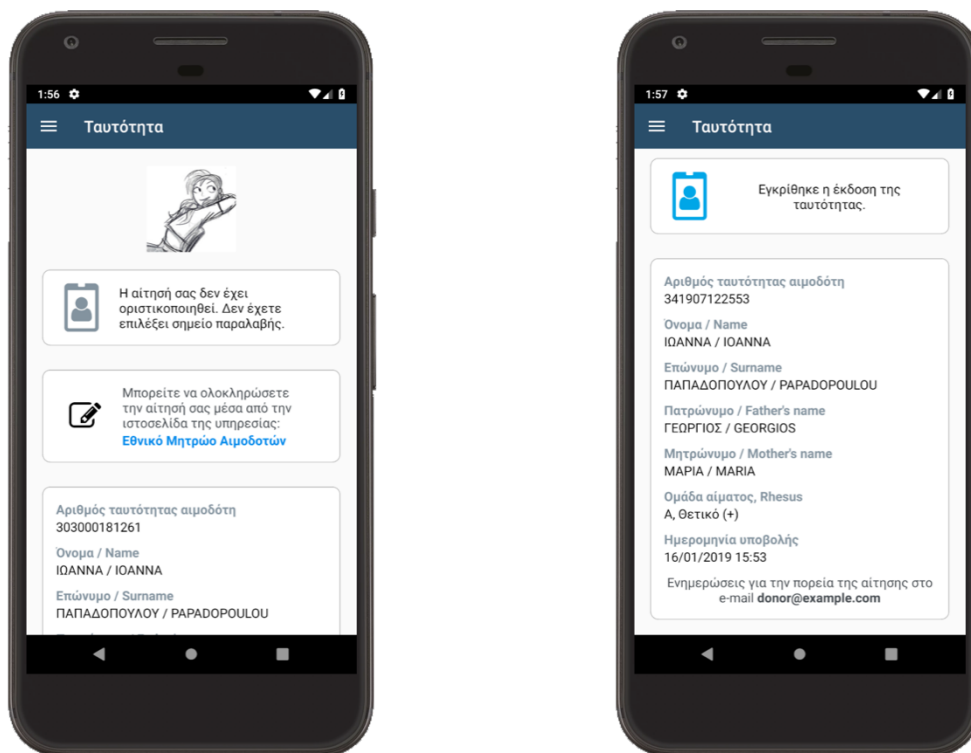 1:56
Ταυτότητα
Η αίτησή σας δεν έχει
οριστικοποιηθεί. Δεν έχετε
επιλέξει σημείο παραλαβής.
Μπορείτε να ολοκληρώσετε
την αίτησή σας μέσα από την
ιστοσελίδα της υπηρεσίας:
Εθνικό Μητρώο Αιμοδοτών
Αριθμός ταυτότητας αιμοδότη
303000181261
Όνομα / Name
ΙΩΑΝΝΑ / IOANNA
Επώνυμο / Surname
ΠΑΠΑΔΟΠΟΥΛΟΥ / PAPADOPOULOU
1:57
Ταυτότητα
Εγκρίθηκε η έκδοση της
ταυτότητας.
Αριθμός ταυτότητας αιμοδότη
341907122553
Όνομα / Name
ΙΩΑΝΝΑ / IOANNA
Επώνυμο / Surname
ΠΑΠΑΔΟΠΟΥΛΟΥ / PAPADOPOULOU
Πατρώνυμο / Father's name
ΓΕΩΡΓΙΟΣ / GEORGIOS
Μητρώνυμο / Mother's name
ΜΑΡΙΑ / MARIA
Ομάδα αίματος, Rhesus
Α, Θετικό (+)
Ημερομηνία υποβολής
16/01/2019 15:53
Ενημερώσεις για την πορεία της αίτησης στο
e-mail donor@example.com